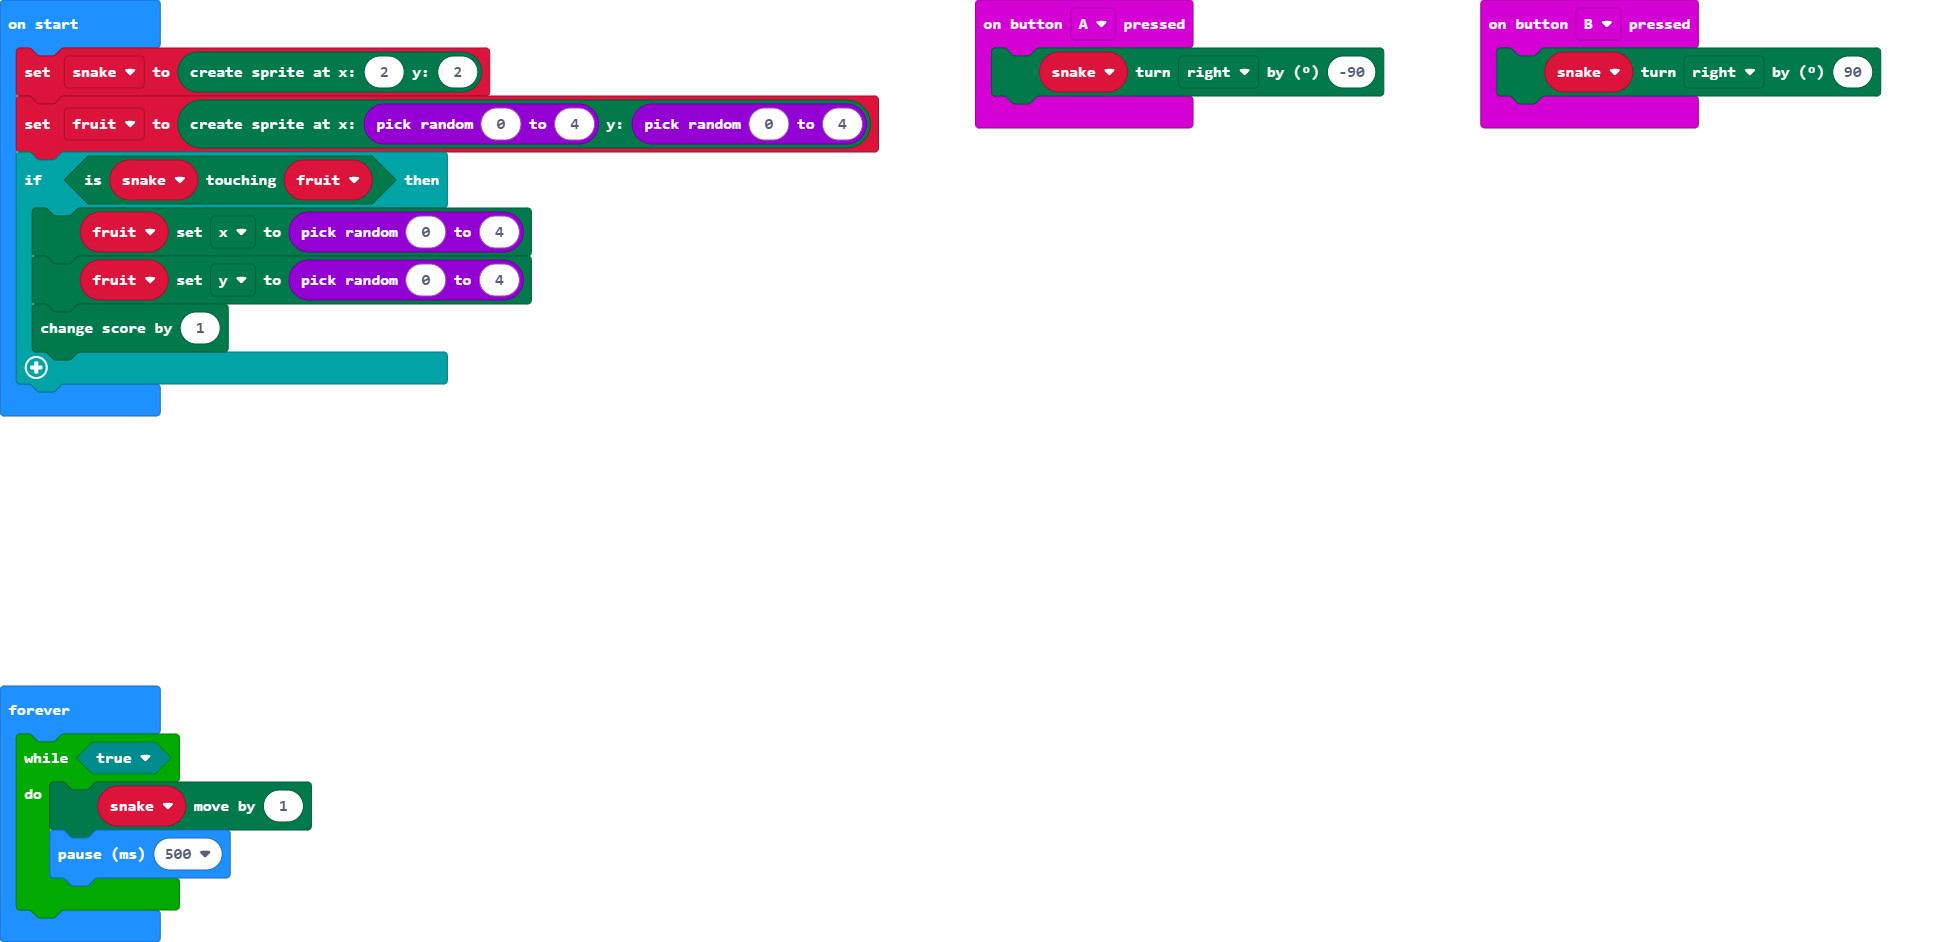 on start
set snake to create sprite at x: 2 y: 2
set fruit to create sprite at x: pick random 0 to 4 y: pick random 0 to 4
if is snake touching fruit then
fruit set x to pick random 0 to 4
fruit set y to pick random 0 to 4
change score by 1
on button A pressed
snake turn right by (°) -90
on button B pressed
snake turn right by (°) 90
forever
while true
do snake move by 1
pause (ms) 500